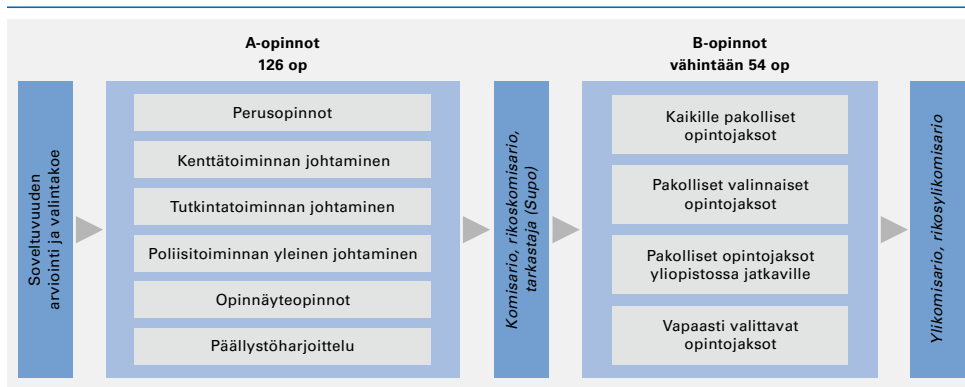 Soveltuvuuden
arviointi ja valintakoe
A-opinnot
126 op
Perusopinnot
Kenttätoiminnan johtaminen
Tutkintatoiminnan johtaminen
Poliisitoiminnan yleinen johtaminen
Opinnäyteopinnot
Päällystöharjoittelu
Komisario, rikoskomisario,
tarkastaja (Supo)
B-opinnot
vähintään 54 op
Kaikille pakolliset
opintojaksot
Pakolliset valinnaiset
opintojaksot
Pakolliset opintojaksot
yliopistossa jatkaville
Vapaasti valittavat
opintojaksot
Ylikomisario, rikosylikomisario